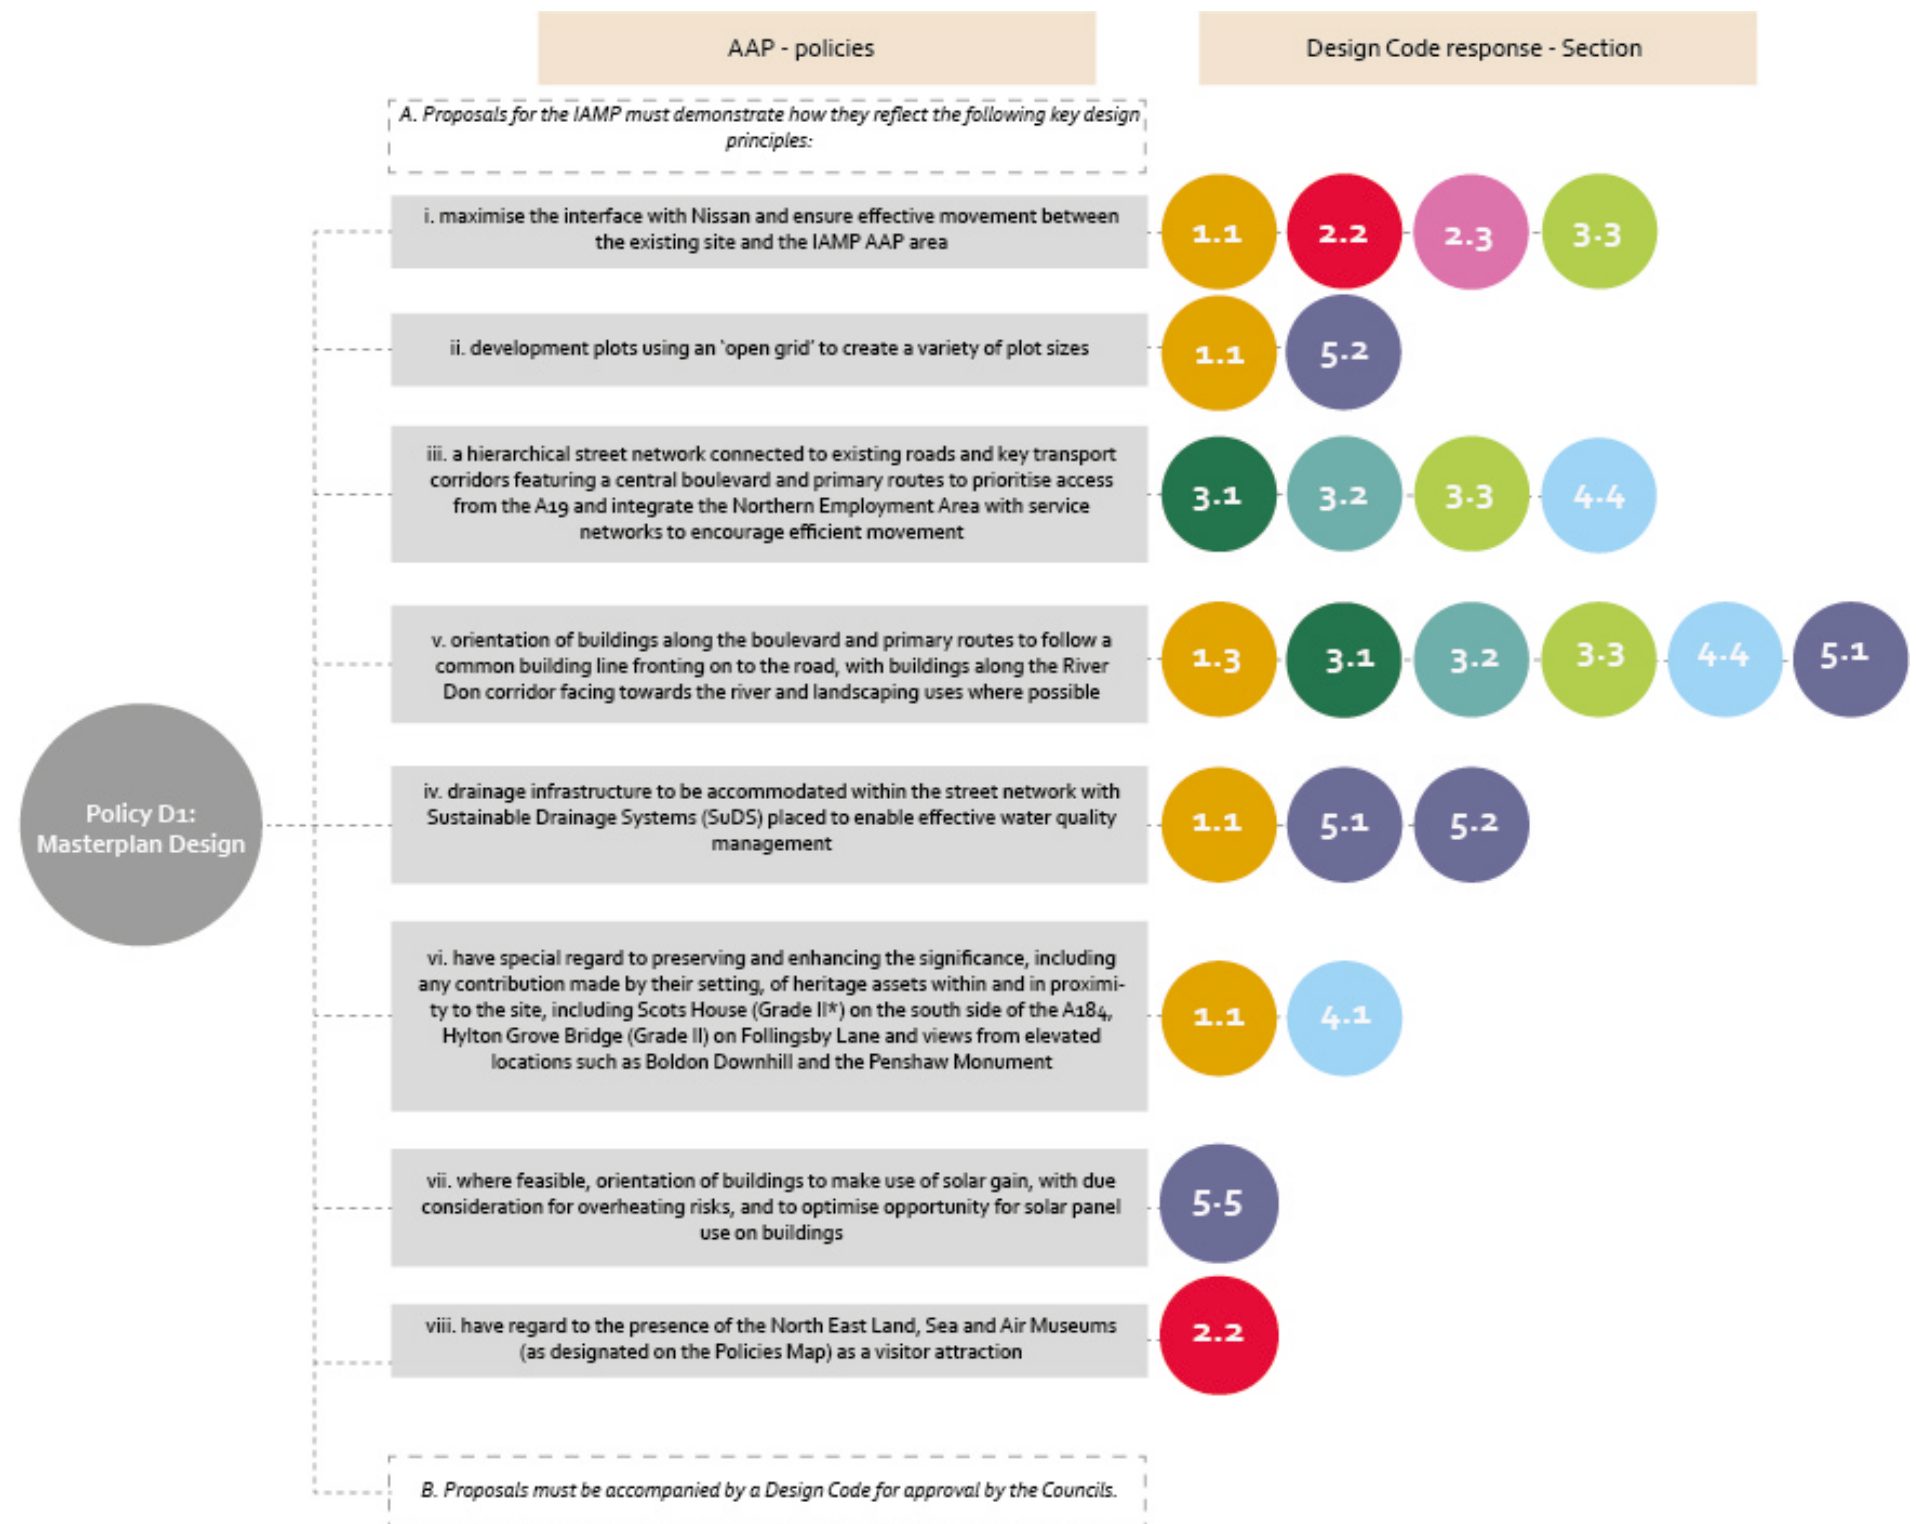 AAP - policies
Design Code response - Section
A. Proposals for the IAMP must demonstrate how they reflect the following key design
principles:
i. maximise the interface with Nissan and ensure effective movement between
the existing site and the IAMP AAP area
1.1 2.2 2.3 3.3
ii. development plots using an 'open grid' to create a variety of plot sizes
1.1 5.2
iii. a hierarchical street network connected to existing roads and key transport
corridors featuring a central boulevard and primary routes to prioritise access
from the A19 and integrate the Northern Employment Area with service
networks to encourage efficient movement
3.1 3.2 3.3 4.4
v. orientation of buildings along the boulevard and primary routes to follow a
common building line fronting on to the road, with buildings along the River
Don corridor facing towards the river and landscaping uses where possible
1.3 3.1 3.2 3.3 4.4 5.1
Policy D1:
Masterplan Design
iv. drainage infrastructure to be accommodated within the street network with
Sustainable Drainage Systems (SuDS) placed to enable effective water quality
management
1.1 5.1 5.2
vi. have special regard to preserving and enhancing the significance, including
any contribution made by their setting, of heritage assets within and in proximi-
ty to the site, including Scots House (Grade II*) on the south side of the A184,
Hylton Grove Bridge (Grade II) on Follingsby Lane and views from elevated
locations such as Boldon Downhill and the Penshaw Monument
1.1 4.1
vii. where feasible, orientation of buildings to make use of solar gain, with due
consideration for overheating risks, and to optimise opportunity for solar panel
use on buildings
5.5
viii. have regard to the presence of the North East Land, Sea and Air Museums
(as designated on the Policies Map) as a visitor attraction
2.2
B. Proposals must be accompanied by a Design Code for approval by the Councils.